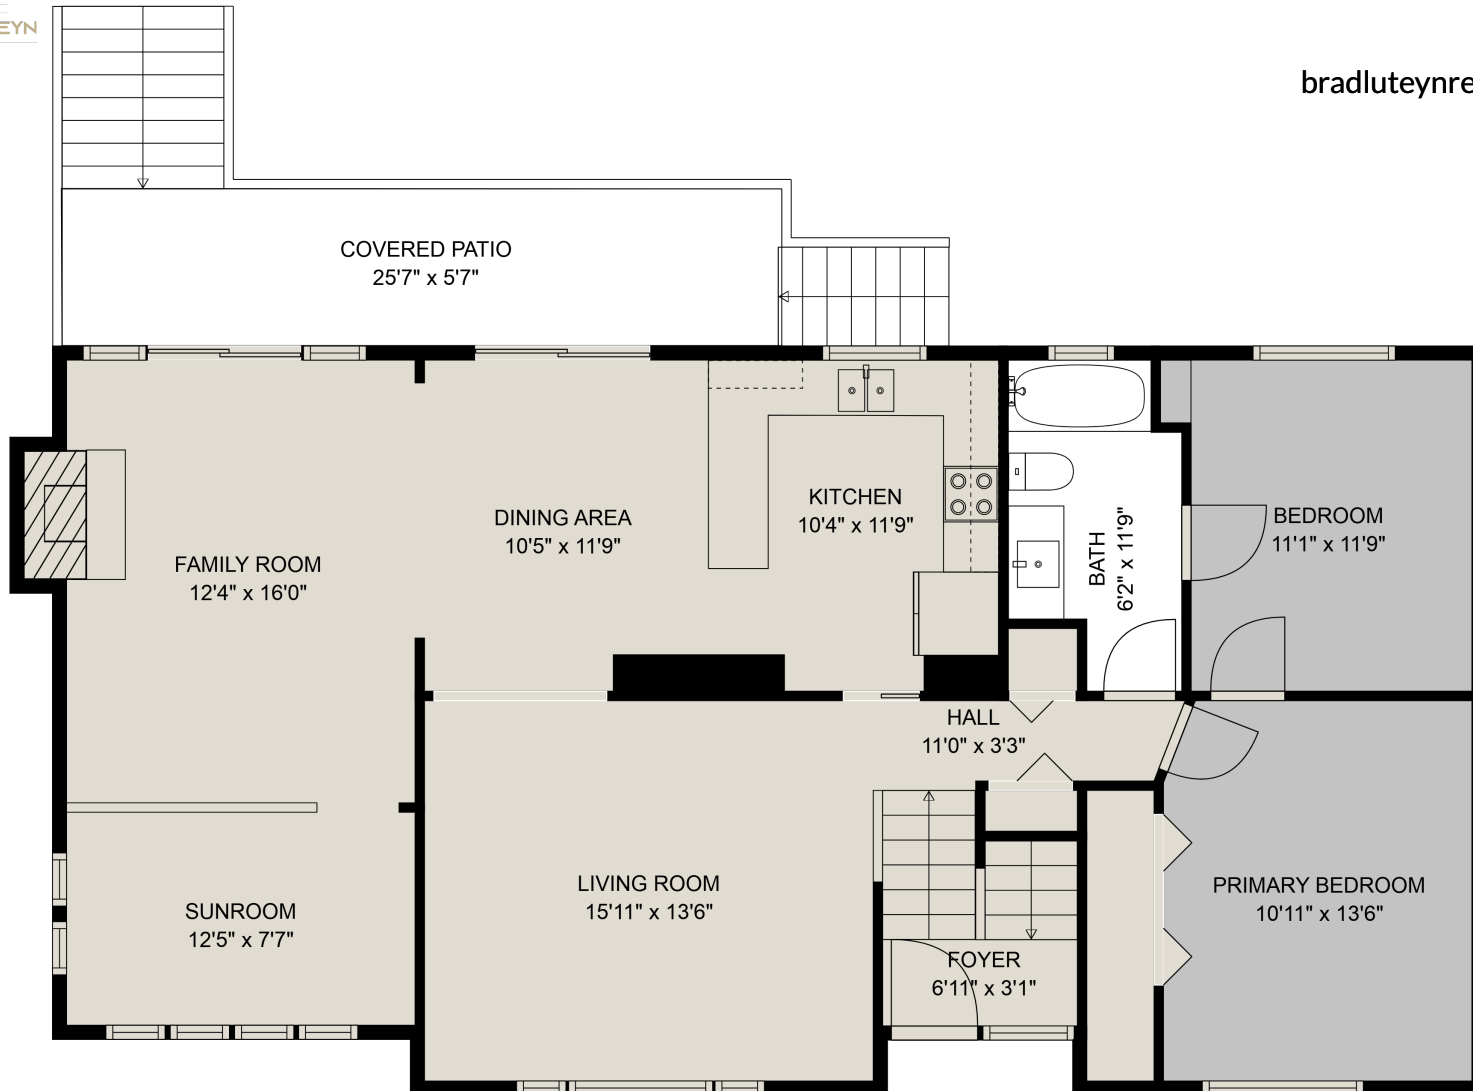 EYN
bradluteynre
COVERED PATIO
25'7" x 5'7"
DINING AREA
10'5" x 11'9"
KITCHEN
10'4" x 11'9"
BATH
6'2" x 11'9"
BEDROOM
11'1" x 11'9"
FAMILY ROOM
12'4" x 16'0"
HALL
11'0" x 3'3"
LIVING ROOM
15'11" x 13'6"
PRIMARY BEDROOM
10'11" x 13'6"
SUNROOM
12'5" x 7'7"
FOYER
6'11" x 3'1"